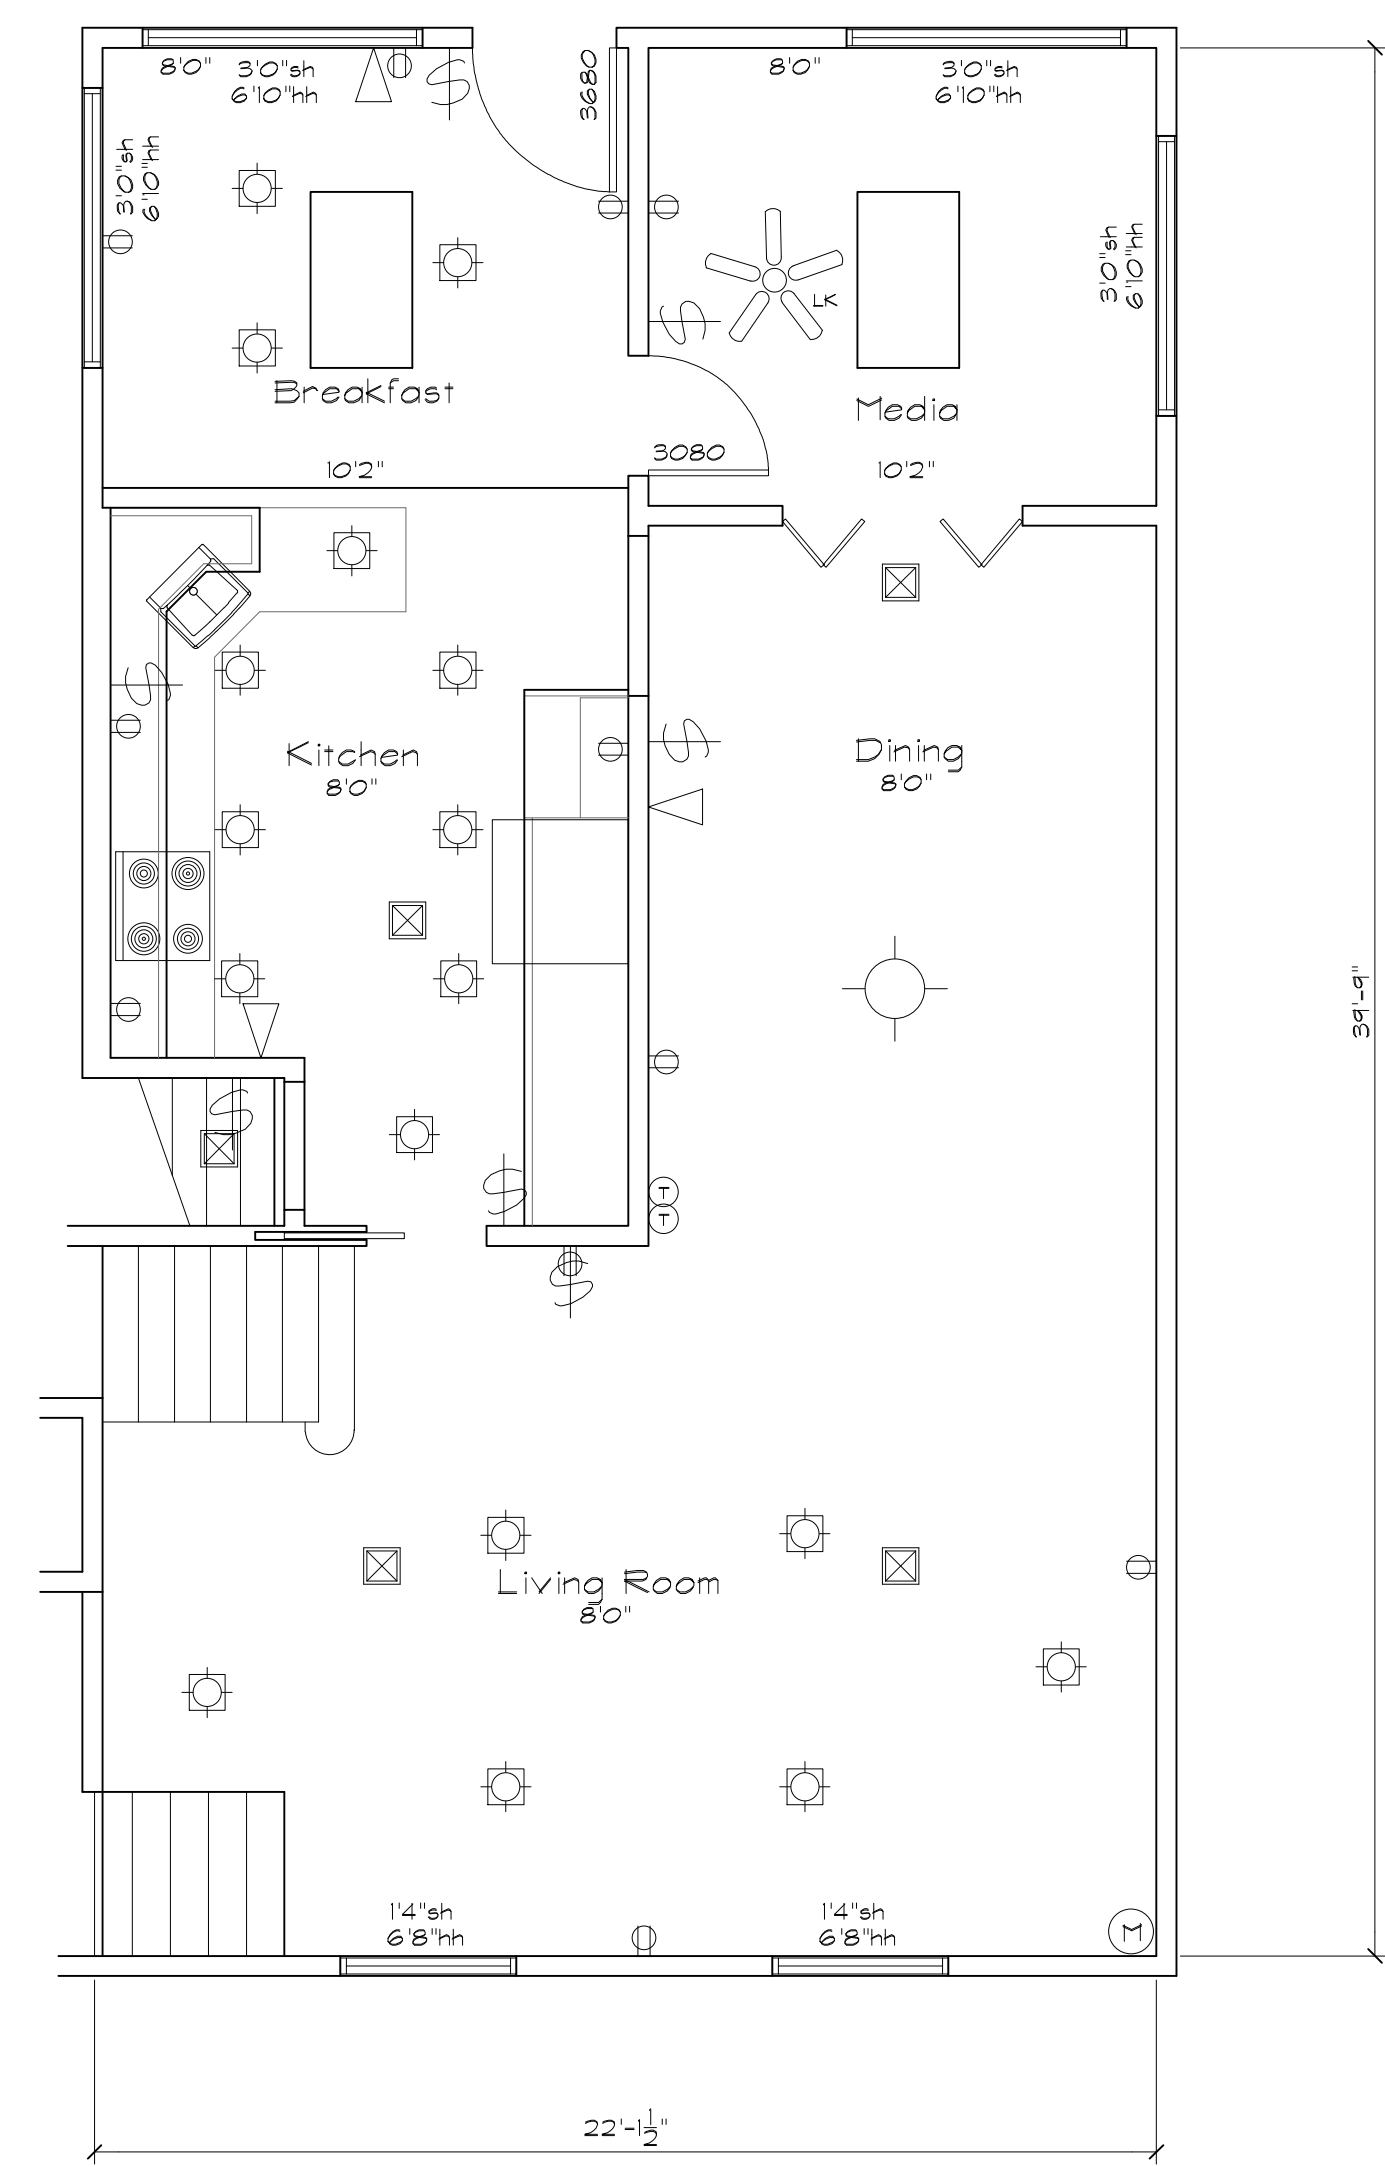 8'0"
3'0"sh
6'10"hh
3680
8'0"
3'0"sh
6'10"hh
3'0"sh
6'10"hh
3'0"sh
6'10"hh
LK
Breakfast
Media
3080
10'2"
10'2"
Kitchen
8'0"
Dining
8'0"
39'-9"
T
T
Living Room
8'0"
1'4"sh
6'8"hh
1'4"sh
6'8"hh
M
22'-1 1/2"
S
S
S
S
S
S
S